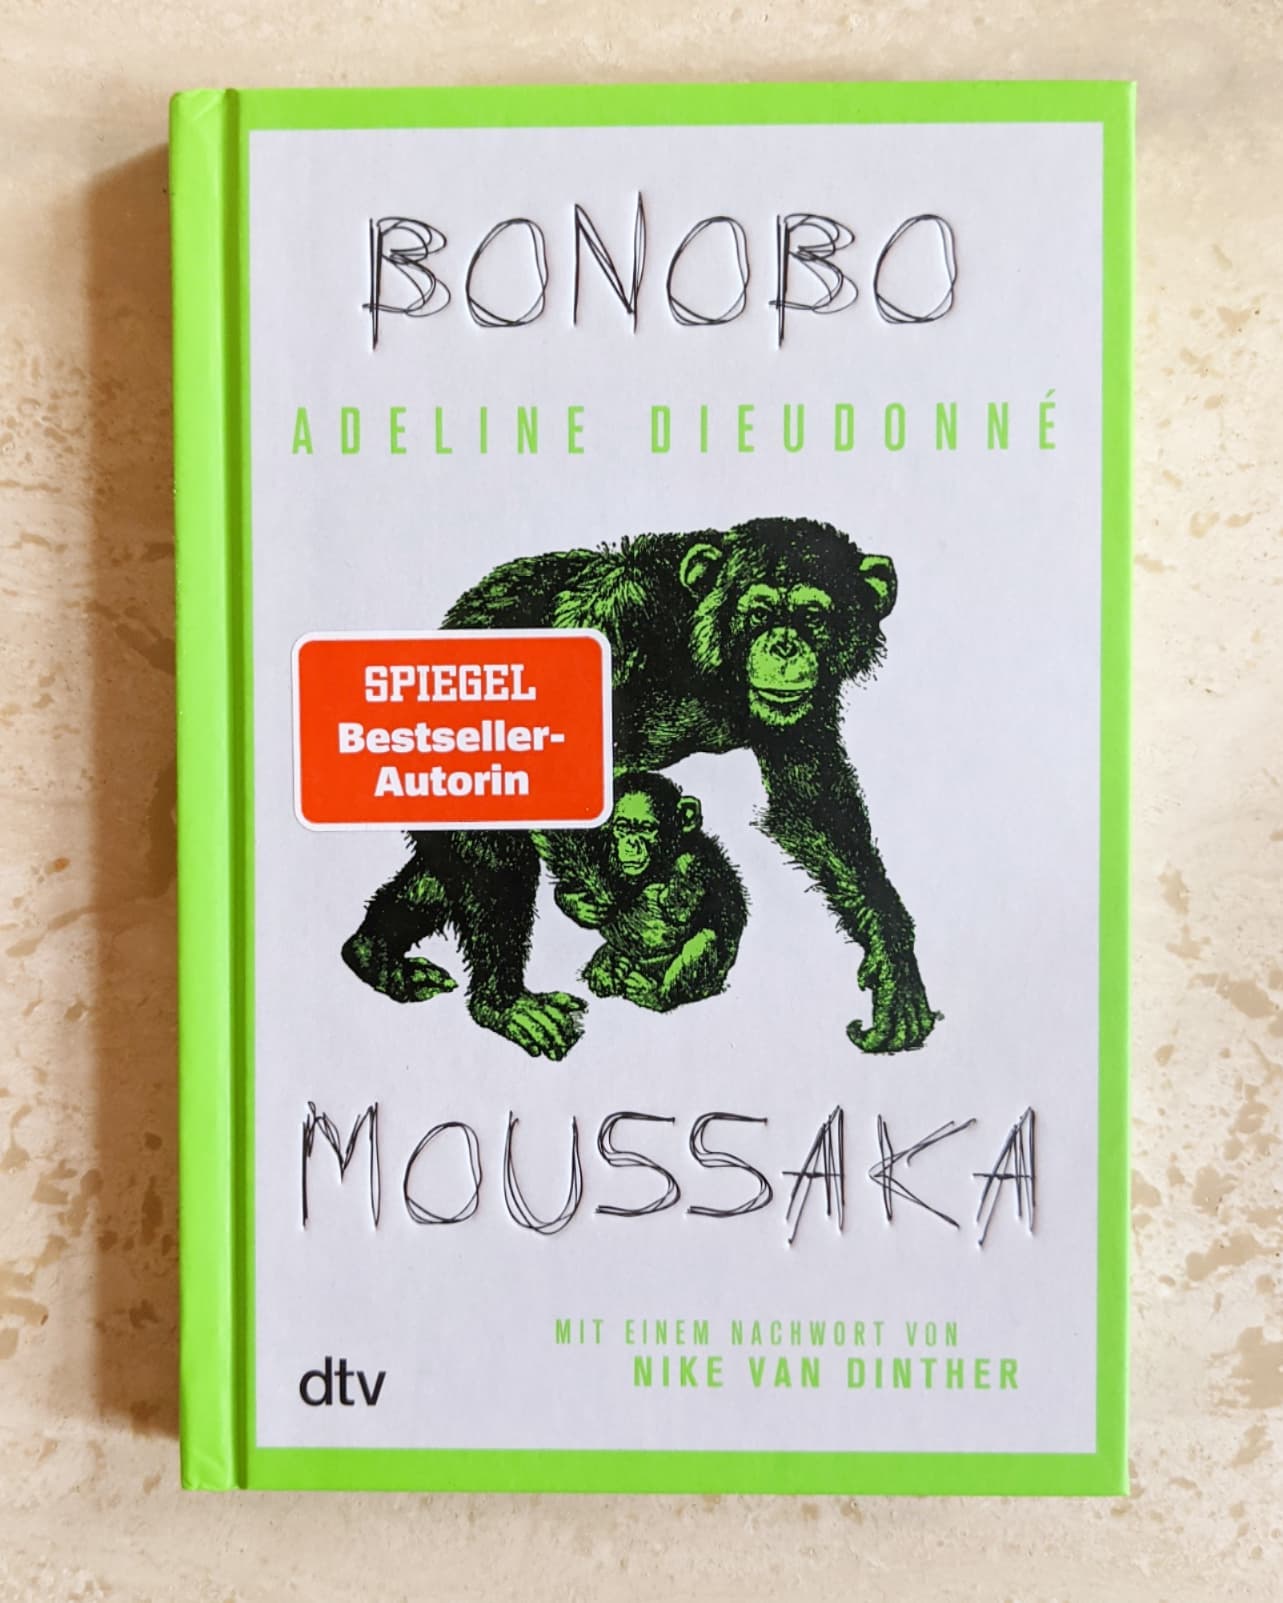 BONOBO
ADELINE DIEUDONNÉ
SPIEGEL
Bestseller-
Autorin
MOUSSAKA
MIT EINEM NACHWORT VON
NIKE VAN DINTHER
dtv